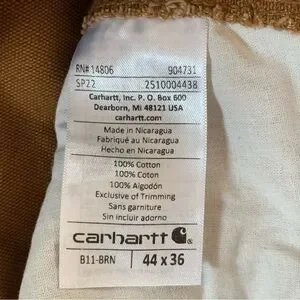 RN# 14806 904731
SP22 2S10004438
Carhartt, Inc. P. O. Box 600
Dearborn, Mi 48121 USA
carhartt.com
Made in Nicaragua
Fabriqué au Nicaragua
Hecho en Nicaragua
100% Cotton
100% Coton
100% Algodón
Exclusive of Trimming
Sans garniture
Sin incluir adorno
carhartt
B11-BRN 44 x 36